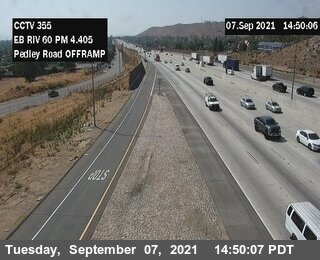 CCTV 355
EB RIV 60 PM 4.405
Pedley Road OFFRAMP
07.Sep 2021 14:50:06
STOP
Tuesday, September 07, 2021 14:50:07 PDT